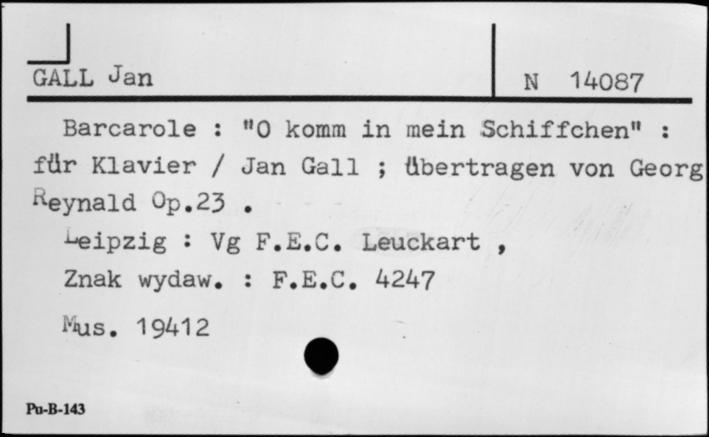 GALL Jan N 14087
Barcarole : "O komm in mein Schiffchen" :
für Klavier / Jan Gall ; übertragen von Georg
Reynald Op.23 .
Leipzig : Vg F.E.C. Leuckart ,
Znak wydaw. : F.E.C. 4247
Mus. 19412
Pu-B-143